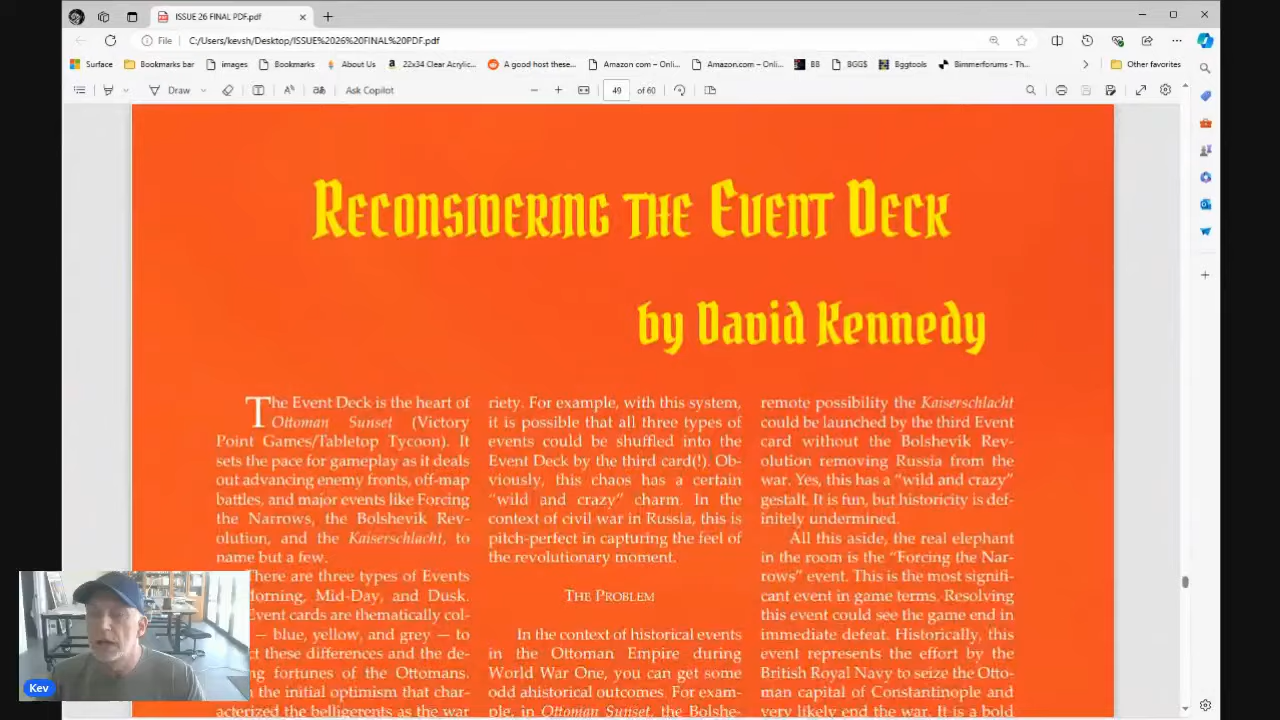 ISSUE 26 FINAL PDF.pdf
File
C:/Users/kevsh/Desktop/ISSUE%2026%20FINAL%20PDF.pdf
Surface
Bookmarks bar
images
Bookmarks
About Us
22x34 Clear Acrylic...
A good host these...
Amazon com – Onli...
Amazon.com – Onli...
BB
BGGS
Bggtools
Bimmerforums - Th...
Other favorites
Draw
Ask Copilot
49 of 60
RECONSIDERING THE EVENT DECK
by David Kennedy
The Event Deck is the heart of
Ottoman Sunset (Victory
Point Games/Tabletop Tycoon). It
sets the pace for gameplay as it deals
out advancing enemy fronts, off-map
battles, and major events like Forcing
the Narrows, the Bolshevik Rev-
olution, and the Kaiserschlacht, to
name but a few.
There are three types of Events
Morning, Mid-Day, and Dusk.
Event cards are thematically col-
— blue, yellow, and grey — to
ct these differences and the de-
ng fortunes of the Ottomans.
the initial optimism that char-
acterized the belligerents as the war
riety. For example, with this system,
it is possible that all three types of
events could be shuffled into the
Event Deck by the third card(!). Ob-
viously, this chaos has a certain
“wild and crazy” charm. In the
context of civil war in Russia, this is
pitch-perfect in capturing the feel of
the revolutionary moment.
THE PROBLEM
In the context of historical events
in the Ottoman Empire during
World War One, you can get some
odd ahistorical outcomes. For exam-
ple, in Ottoman Sunset, the Bolshe-
remote possibility the Kaiserschlacht
could be launched by the third Event
card without the Bolshevik Rev-
olution removing Russia from the
war. Yes, this has a “wild and crazy”
gestalt. It is fun, but historicity is def-
initely undermined.
All this aside, the real elephant
in the room is the “Forcing the Nar-
rows” event. This is the most signifi-
cant event in game terms. Resolving
this event could see the game end in
immediate defeat. Historically, this
event represents the effort by the
British Royal Navy to seize the Otto-
man capital of Constantinople and
very likely end the war. It is a bold
Kev